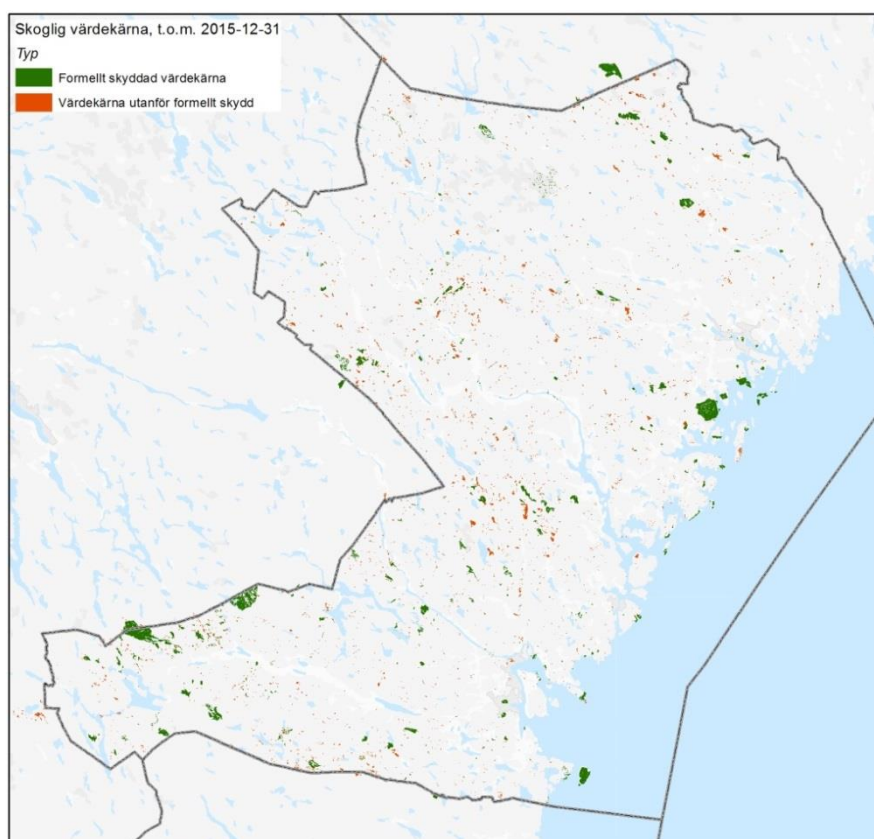 Skoglig värdekärna, t.o.m. 2015-12-31
Typ
Formellt skyddad värdekärna
Värdekärna utanför formellt skydd